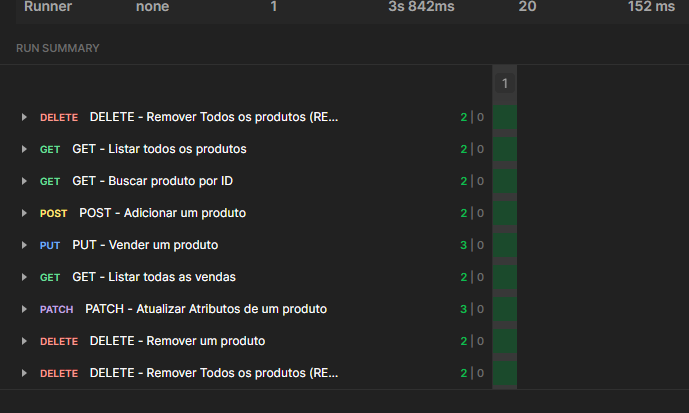 Runner none 1 3s 842ms 20 152 ms
RUN SUMMARY
1
DELETE DELETE - Remover Todos os produtos (RE... 2 | 0
GET GET - Listar todos os produtos 2 | 0
GET GET - Buscar produto por ID 2 | 0
POST POST - Adicionar um produto 2 | 0
PUT PUT - Vender um produto 3 | 0
GET GET - Listar todas as vendas 2 | 0
PATCH PATCH - Atualizar Atributos de um produto 3 | 0
DELETE DELETE - Remover um produto 2 | 0
DELETE DELETE - Remover Todos os produtos (RE... 2 | 0